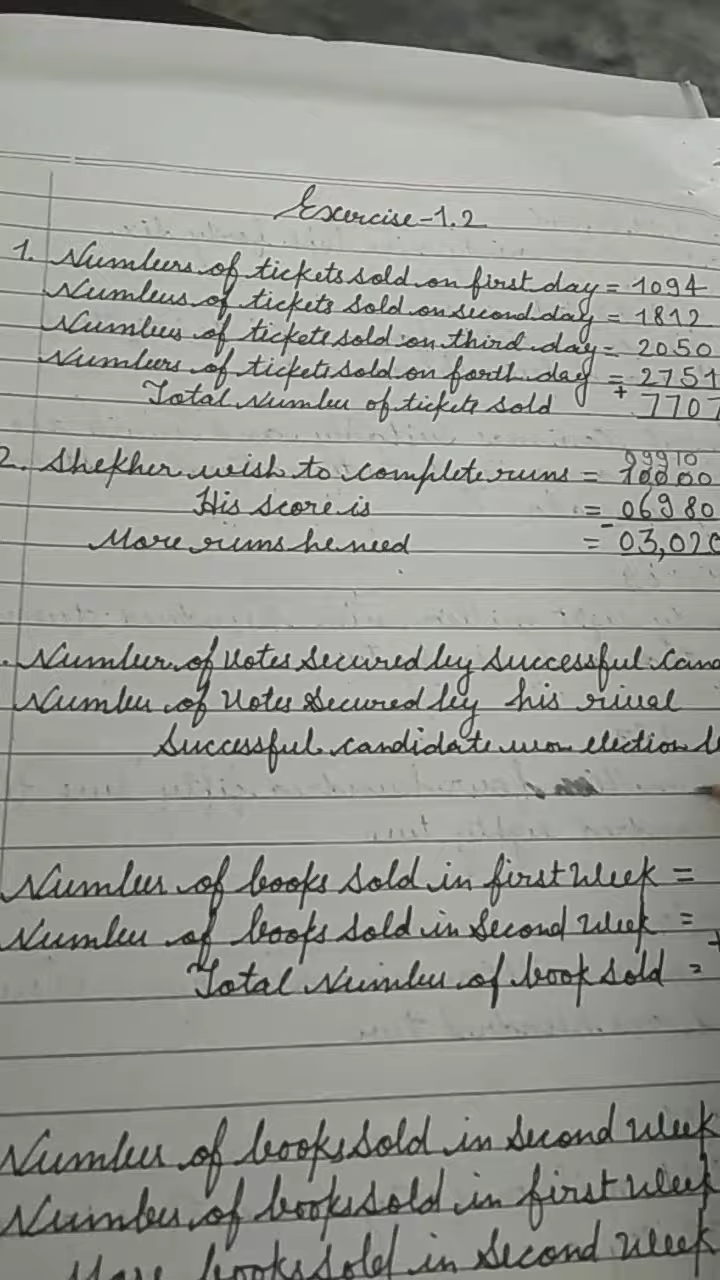 Exercise-1.2
1. Numbers of tickets sold on first day = 1094
Numbers of tickets sold on second day = 1812
Numbers of tickets sold on third day = 2050
Numbers of tickets sold on forth day = + 2751
Total Number of tickets sold 7707
9 9 9 10
2. Shekher wish to complete runs = 10000
His score is = - 06980
More runs he need = 03,020
Number of Votes Secured by Successful Cand
Number of Votes Secured by his rival
Successful candidate won election b
Number of books sold in first week =
Number of books sold in Second week = +
Total Number of book sold =
Number of books sold in second week
Number of books sold in first week
More books sold in Second week